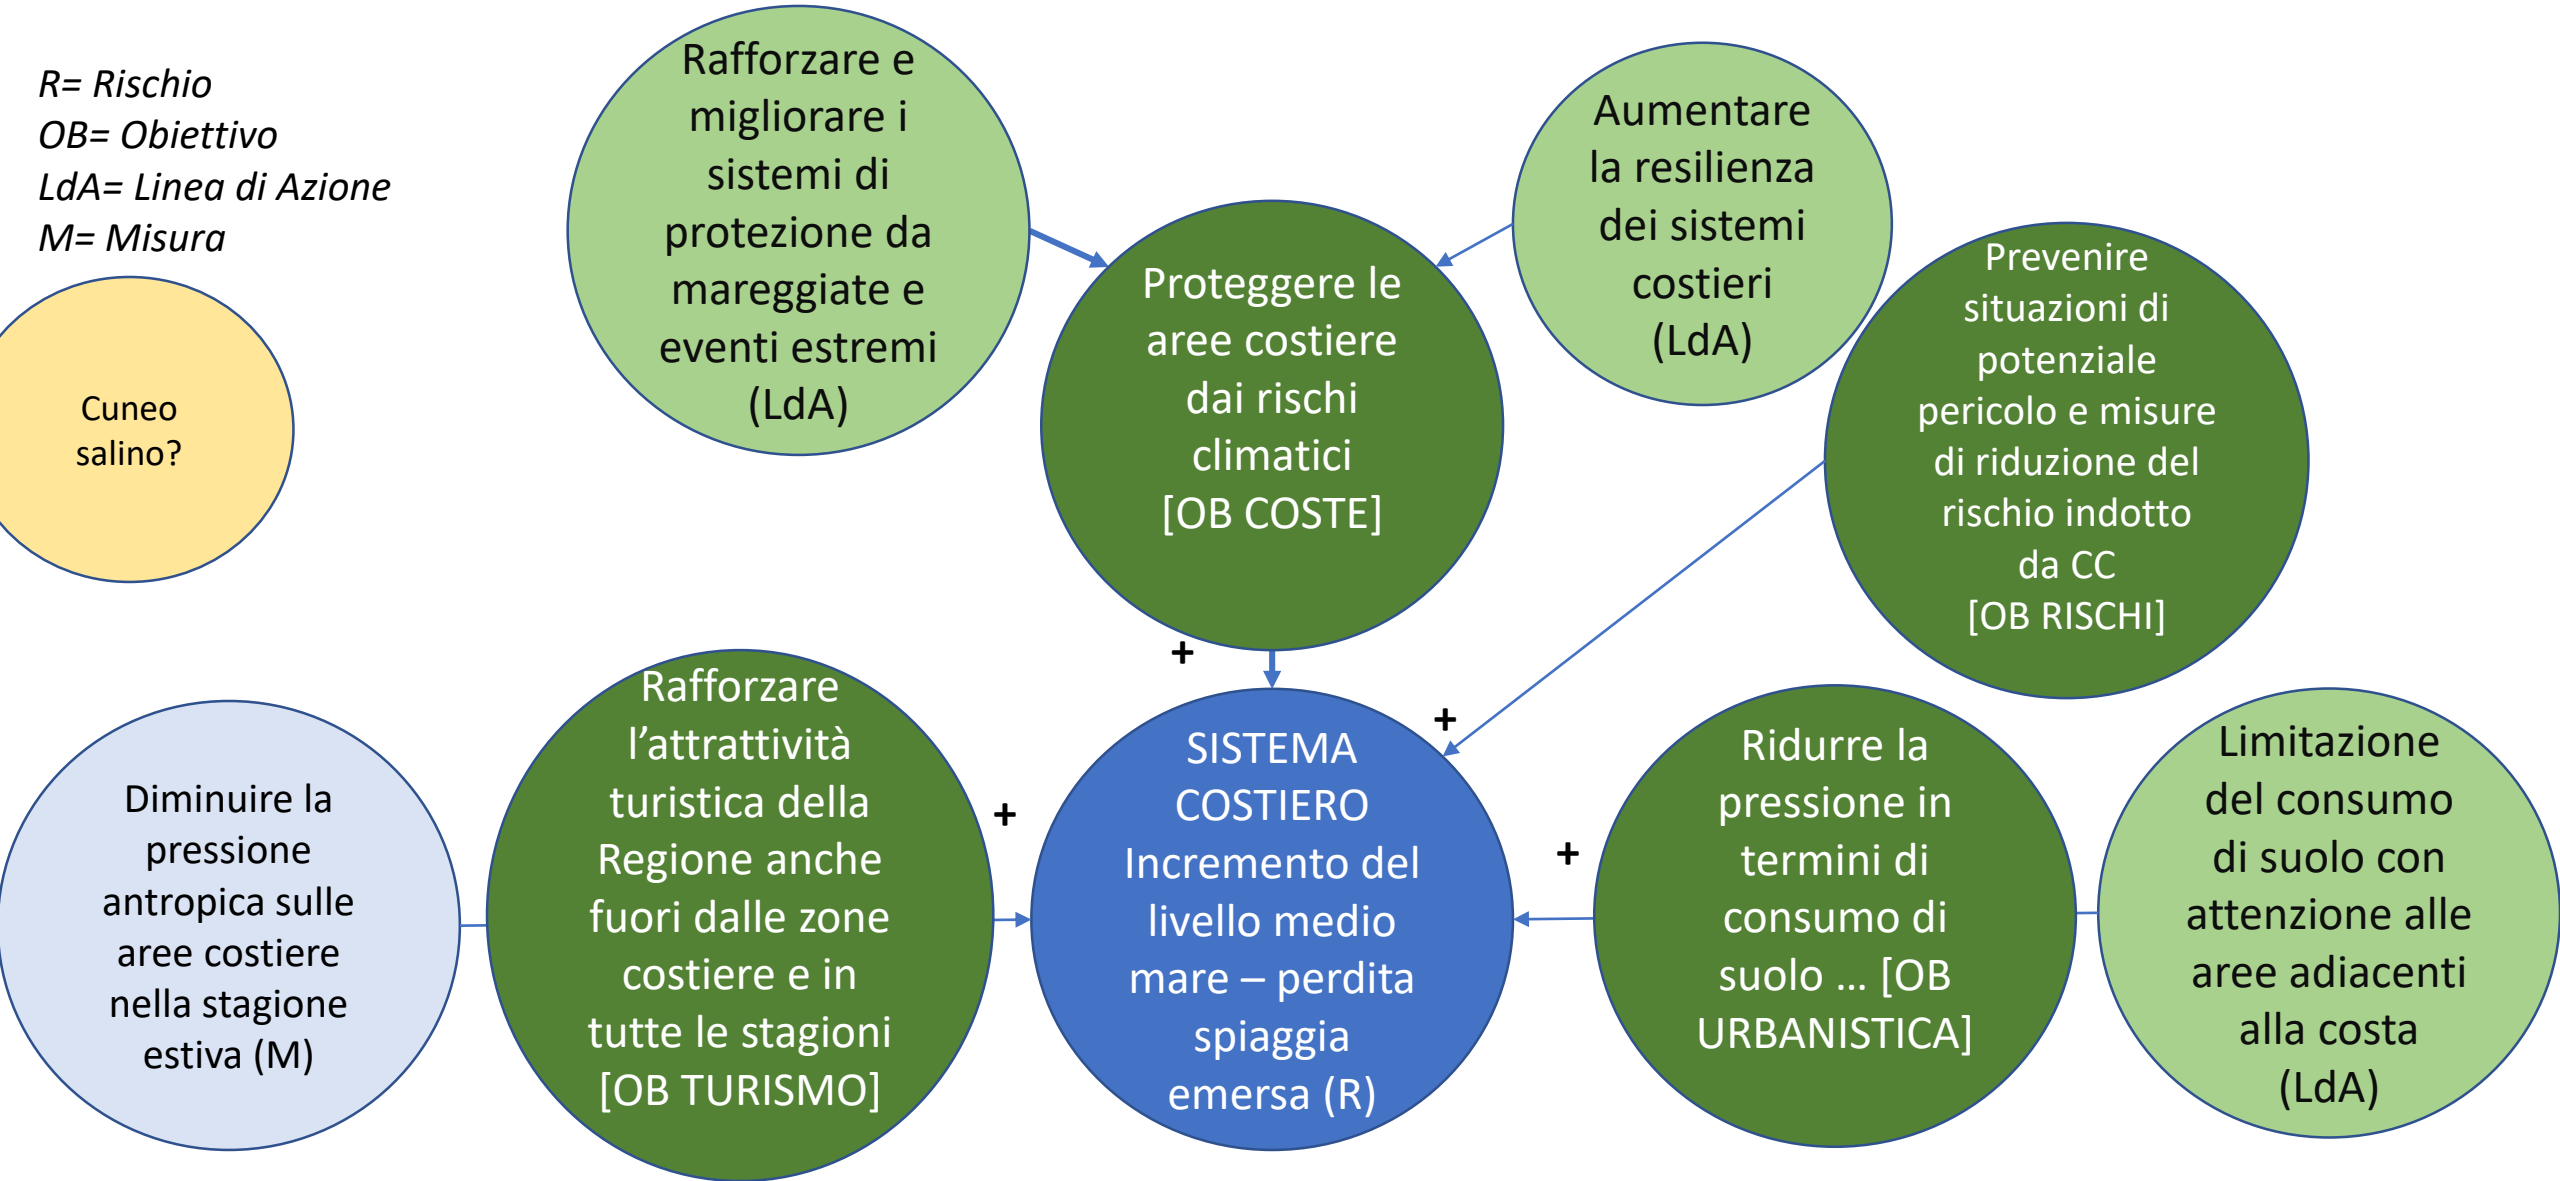 R= Rischio
OB= Obiettivo
LdA= Linea di Azione
M= Misura
Cuneo
salino?
Rafforzare e
migliorare i
sistemi di
protezione da
mareggiate e
eventi estremi
(LdA)
Proteggere le
aree costiere
dai rischi
climatici
[OB COSTE]
Aumentare
la resilienza
dei sistemi
costieri
(LdA)
Prevenire
situazioni di
potenziale
pericolo e misure
di riduzione del
rischio indotto
da CC
[OB RISCHI]
+
+
+
+
Diminuire la
pressione
antropica sulle
aree costiere
nella stagione
estiva (M)
Rafforzare
l’attrattività
turistica della
Regione anche
fuori dalle zone
costiere e in
tutte le stagioni
[OB TURISMO]
SISTEMA
COSTIERO
Incremento del
livello medio
mare – perdita
spiaggia
emersa (R)
Ridurre la
pressione in
termini di
consumo di
suolo ... [OB
URBANISTICA]
Limitazione
del consumo
di suolo con
attenzione alle
aree adiacenti
alla costa
(LdA)